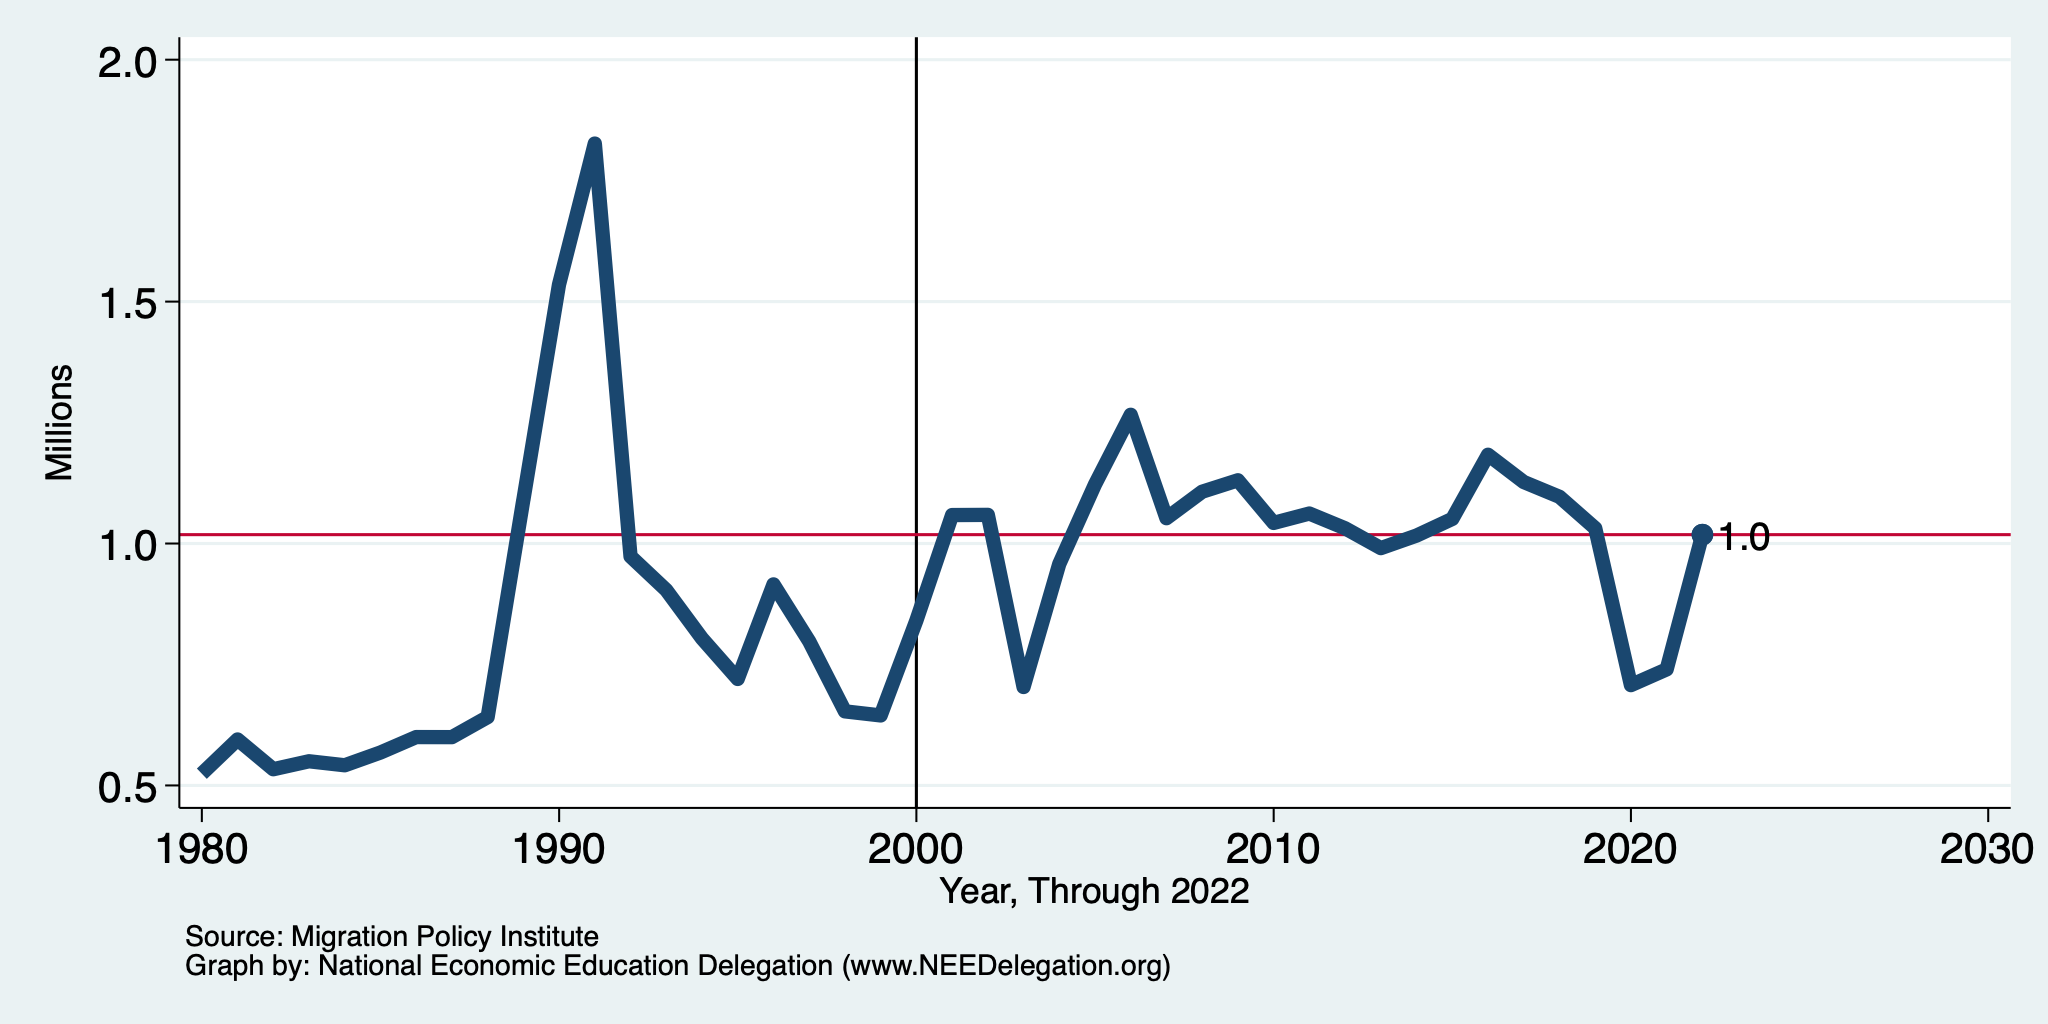 2.0
1.5
1.0
0.5
Millions
1.0
1980 1990 2000 2010 2020 2030
Year, Through 2022
Source: Migration Policy Institute
Graph by: National Economic Education Delegation (www.NEEDelegation.org)